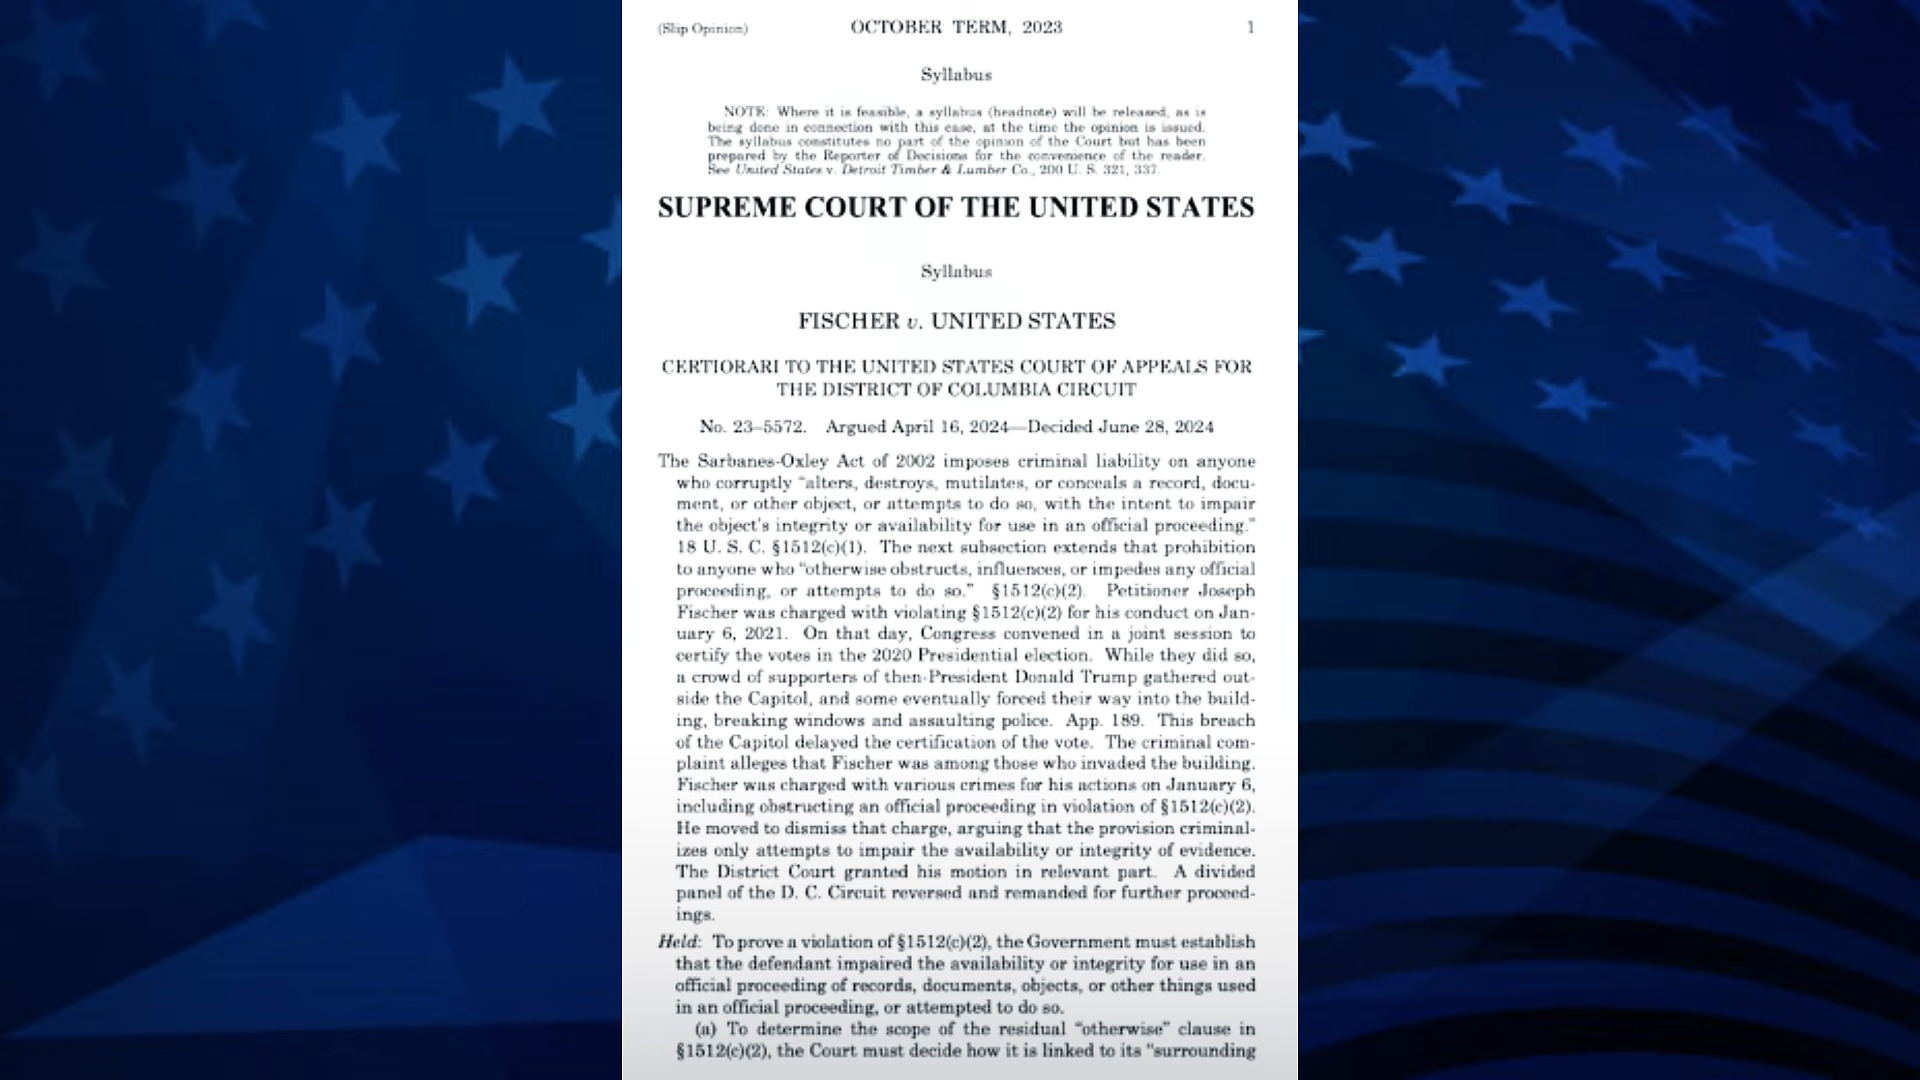 (Slip Opinion) OCTOBER TERM, 2023 1
Syllabus
NOTE: Where it is feasible, a syllabus (headnote) will be released, as is
being done in connection with this case, at the time the opinion is issued.
The syllabus constitutes no part of the opinion of the Court but has been
prepared by the Reporter of Decisions for the convenience of the reader.
See United States v. Detroit Timber & Lumber Co., 200 U. S. 321, 337.
SUPREME COURT OF THE UNITED STATES
Syllabus
FISCHER v. UNITED STATES
CERTIORARI TO THE UNITED STATES COURT OF APPEALS FOR
THE DISTRICT OF COLUMBIA CIRCUIT
No. 23–5572. Argued April 16, 2024—Decided June 28, 2024
The Sarbanes-Oxley Act of 2002 imposes criminal liability on anyone
who corruptly “alters, destroys, mutilates, or conceals a record, docu-
ment, or other object, or attempts to do so, with the intent to impair
the object’s integrity or availability for use in an official proceeding.”
18 U. S. C. §1512(c)(1). The next subsection extends that prohibition
to anyone who “otherwise obstructs, influences, or impedes any official
proceeding, or attempts to do so.” §1512(c)(2). Petitioner Joseph
Fischer was charged with violating §1512(c)(2) for his conduct on Jan-
uary 6, 2021. On that day, Congress convened in a joint session to
certify the votes in the 2020 Presidential election. While they did so,
a crowd of supporters of then-President Donald Trump gathered out-
side the Capitol, and some eventually forced their way into the build-
ing, breaking windows and assaulting police. App. 189. This breach
of the Capitol delayed the certification of the vote. The criminal com-
plaint alleges that Fischer was among those who invaded the building.
Fischer was charged with various crimes for his actions on January 6,
including obstructing an official proceeding in violation of §1512(c)(2).
He moved to dismiss that charge, arguing that the provision criminal-
izes only attempts to impair the availability or integrity of evidence.
The District Court granted his motion in relevant part. A divided
panel of the D. C. Circuit reversed and remanded for further proceed-
ings.
Held: To prove a violation of §1512(c)(2), the Government must establish
that the defendant impaired the availability or integrity for use in an
official proceeding of records, documents, objects, or other things used
in an official proceeding, or attempted to do so.
(a) To determine the scope of the residual “otherwise” clause in
§1512(c)(2), the Court must decide how it is linked to its “surrounding